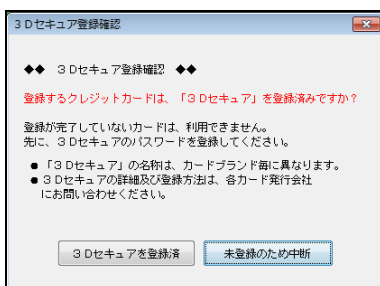 ３Ｄセキュア登録確認
◆◆　３Ｄセキュア登録確認　◆◆
登録するクレジットカードは、「３Ｄセキュア」を登録済みですか？
登録が完了していないカードは、利用できません。
先に、３Ｄセキュアのパスワードを登録してください。
● 「３Ｄセキュア」の名称は、カードブランド毎に異なります。
● ３Ｄセキュアの詳細及び登録方法は、各カード発行会社
にお問い合わせください。
３Ｄセキュアを登録済
未登録のため中断